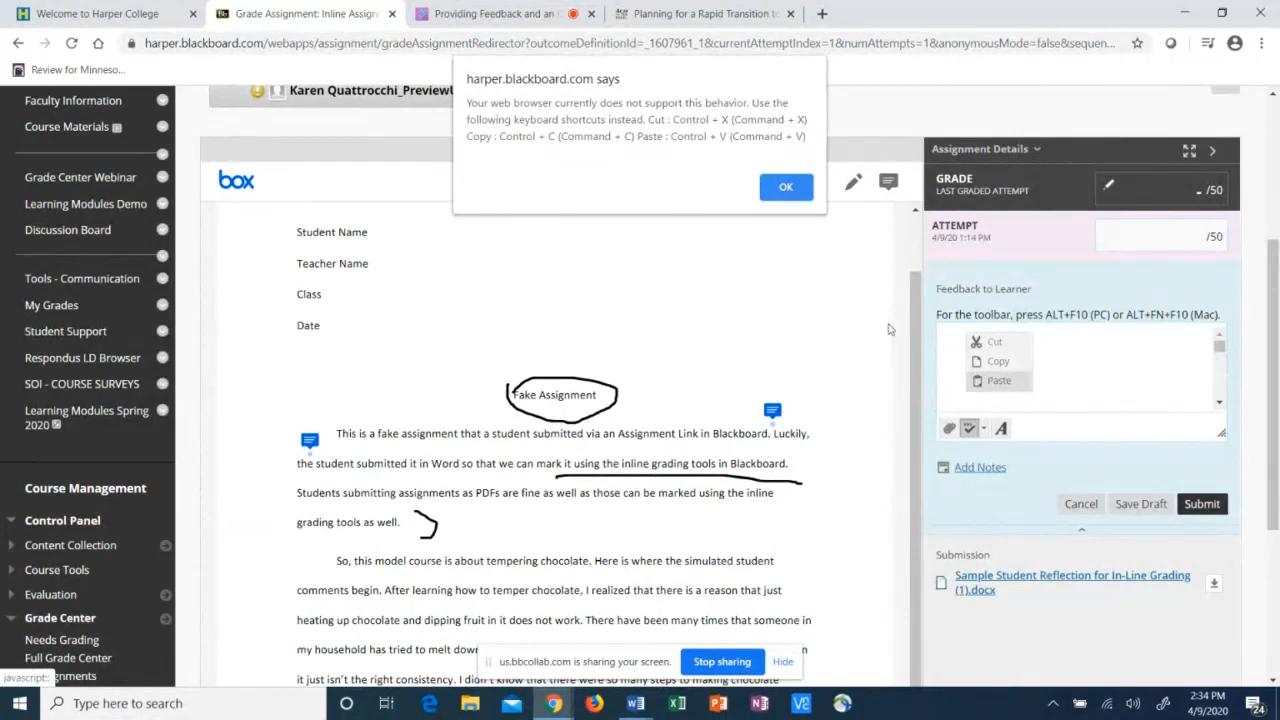 Welcome to Harper College
Grade Assignment: Inline Assign
Providing Feedback and an
Planning for a Rapid Transition to
harper.blackboard.com/webapps/assignment/gradeAssignmentRedirector?outcomeDefinitionId=_1607961_1&currentAttemptIndex=1&numAttempts=1&anonymousMode=false&sequen...
Review for Minneso...
harper.blackboard.com says
Your web browser currently does not support this behavior. Use the
following keyboard shortcuts instead. Cut : Control + X (Command + X)
Copy : Control + C (Command + C) Paste : Control + V (Command + V)
OK
Faculty Information
Course Materials
Grade Center Webinar
Learning Modules Demo
Discussion Board
Tools - Communication
My Grades
Student Support
Respondus LD Browser
SOI - COURSE SURVEYS
Learning Modules Spring
2020
Course Management
Control Panel
Content Collection
Course Tools
Evaluation
Grade Center
Needs Grading
Full Grade Center
javascript:
Karen Quattrocchi_PreviewU
box
Student Name
Teacher Name
Class
Date
Fake Assignment
This is a fake assignment that a student submitted via an Assignment Link in Blackboard. Luckily,
the student submitted it in Word so that we can mark it using the inline grading tools in Blackboard.
Students submitting assignments as PDFs are fine as well as those can be marked using the inline
grading tools as well.
So, this model course is about tempering chocolate. Here is where the simulated student
comments begin. After learning how to temper chocolate, I realized that there is a reason that just
heating up chocolate and dipping fruit in it does not work. There have been many times that someone in
my household has tried to melt dow
it just isn't the right consistency. I didn't know that there were so many steps to making chocolate
us.bbcollab.com is sharing your screen.
Stop sharing
Hide
Assignment Details
GRADE
LAST GRADED ATTEMPT
- /50
ATTEMPT
4/9/20 1:14 PM
/50
Feedback to Learner
For the toolbar, press ALT+F10 (PC) or ALT+FN+F10 (Mac).
Cut
Copy
Paste
Add Notes
Cancel
Save Draft
Submit
Submission
Sample Student Reflection for In-Line Grading
(1).docx
Type here to search
2:34 PM
4/9/2020
24